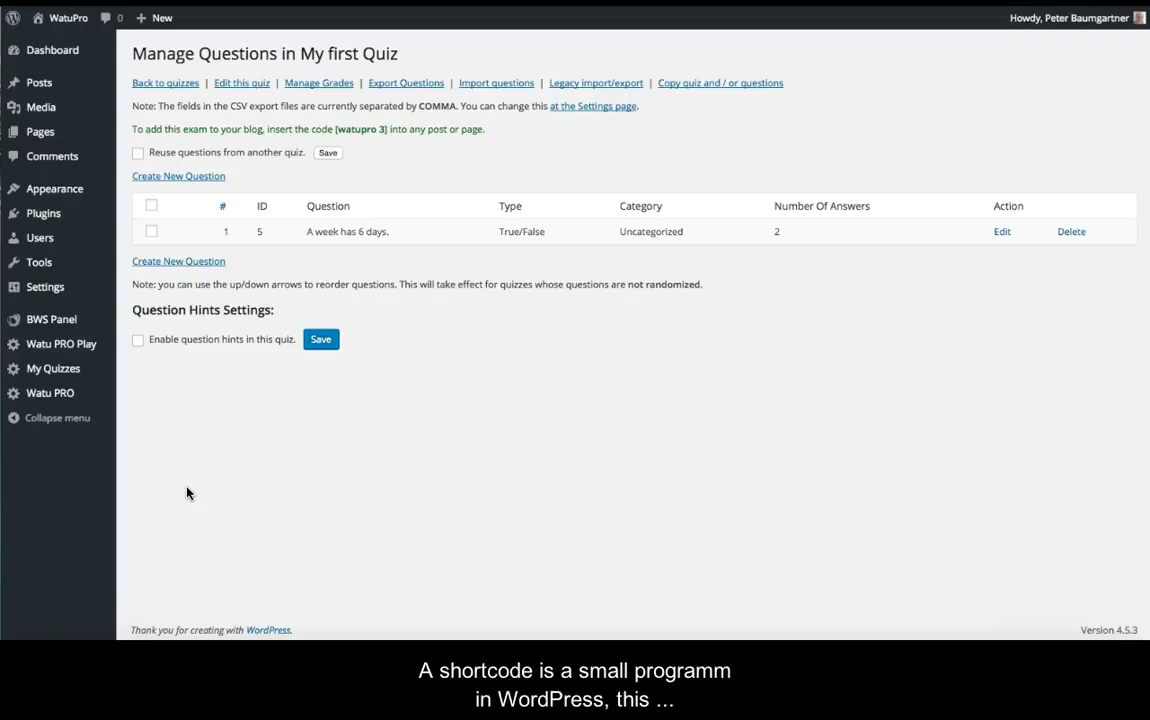 WatuPro 0 + New Howdy, Peter Baumgartner
Dashboard
Posts
Media
Pages
Comments
Appearance
Plugins
Users
Tools
Settings
BWS Panel
Watu PRO Play
My Quizzes
Watu PRO
Collapse menu
Manage Questions in My first Quiz
Back to quizzes | Edit this quiz | Manage Grades | Export Questions | Import questions | Legacy import/export | Copy quiz and / or questions
Note: The fields in the CSV export files are currently separated by COMMA. You can change this at the Settings page.
To add this exam to your blog, insert the code [watupro 3] into any post or page.
Reuse questions from another quiz. Save
Create New Question
# ID Question Type Category Number Of Answers Action
1 5 A week has 6 days. True/False Uncategorized 2 Edit Delete
Create New Question
Note: you can use the up/down arrows to reorder questions. This will take effect for quizzes whose questions are not randomized.
Question Hints Settings:
Enable question hints in this quiz. Save
Thank you for creating with WordPress. Version 4.5.3
A shortcode is a small programm
in WordPress, this ...